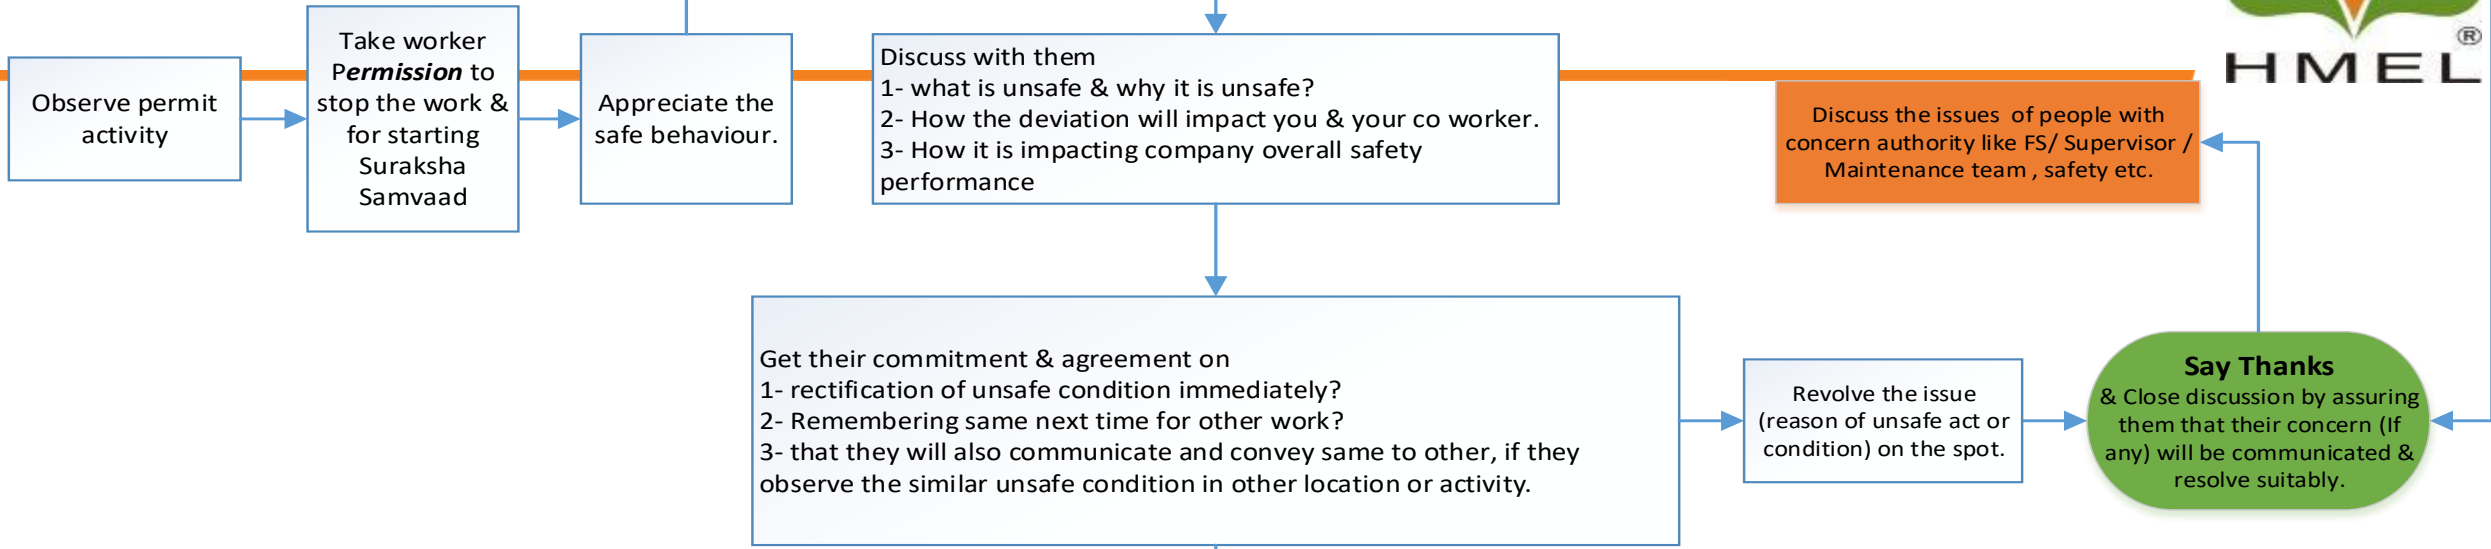 Observe permit
activity
Take worker
Permission to
stop the work &
for starting
Suraksha
Samvaad
Appreciate the
safe behaviour.
Discuss with them
1- what is unsafe & why it is unsafe?
2- How the deviation will impact you & your co worker.
3- How it is impacting company overall safety
performance
®
HMEL
Discuss the issues of people with
concern authority like FS/ Supervisor /
Maintenance team , safety etc.
Get their commitment & agreement on
1- rectification of unsafe condition immediately?
2- Remembering same next time for other work?
3- that they will also communicate and convey same to other, if they
observe the similar unsafe condition in other location or activity.
Revolve the issue
(reason of unsafe act or
condition) on the spot.
Say Thanks
& Close discussion by assuring
them that their concern (If
any) will be communicated &
resolve suitably.